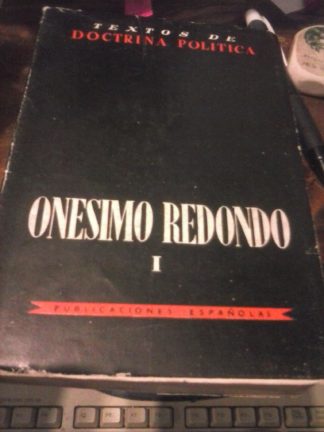 TEXTOS DE
DOCTRINA POLITICA
ONESIMO REDONDO
I
PUBLICACIONES ESPAÑOLAS